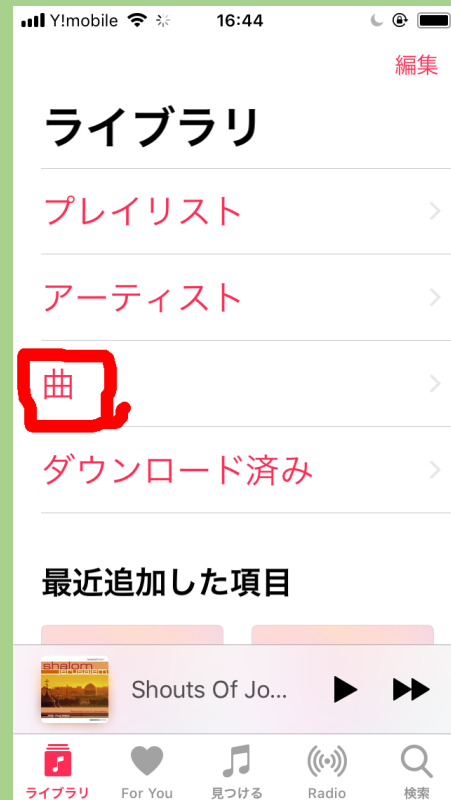 Y!mobile 16:44
編集
ライブラリ
プレイリスト
アーティスト
曲
ダウンロード済み
最近追加した項目
shalom
jerusalem
Shouts Of Jo...
ライブラリ For You 見つける Radio 検索